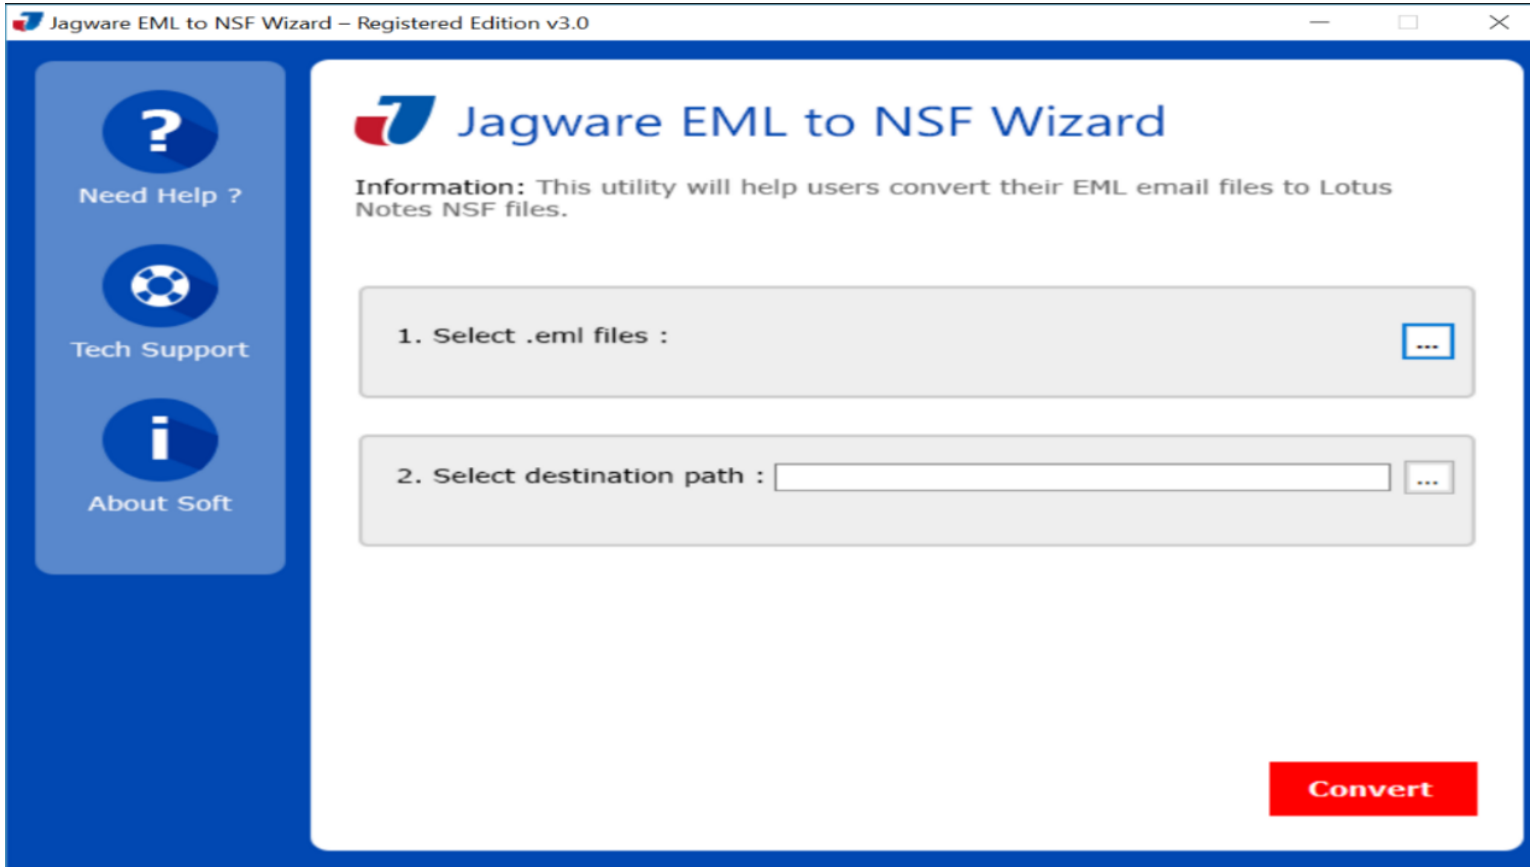 Jagware EML to NSF Wizard – Registered Edition v3.0
?
Need Help ?
Tech Support
i
About Soft
Jagware EML to NSF Wizard
Information: This utility will help users convert their EML email files to Lotus
Notes NSF files.
1. Select .eml files :
...
2. Select destination path :
...
Convert